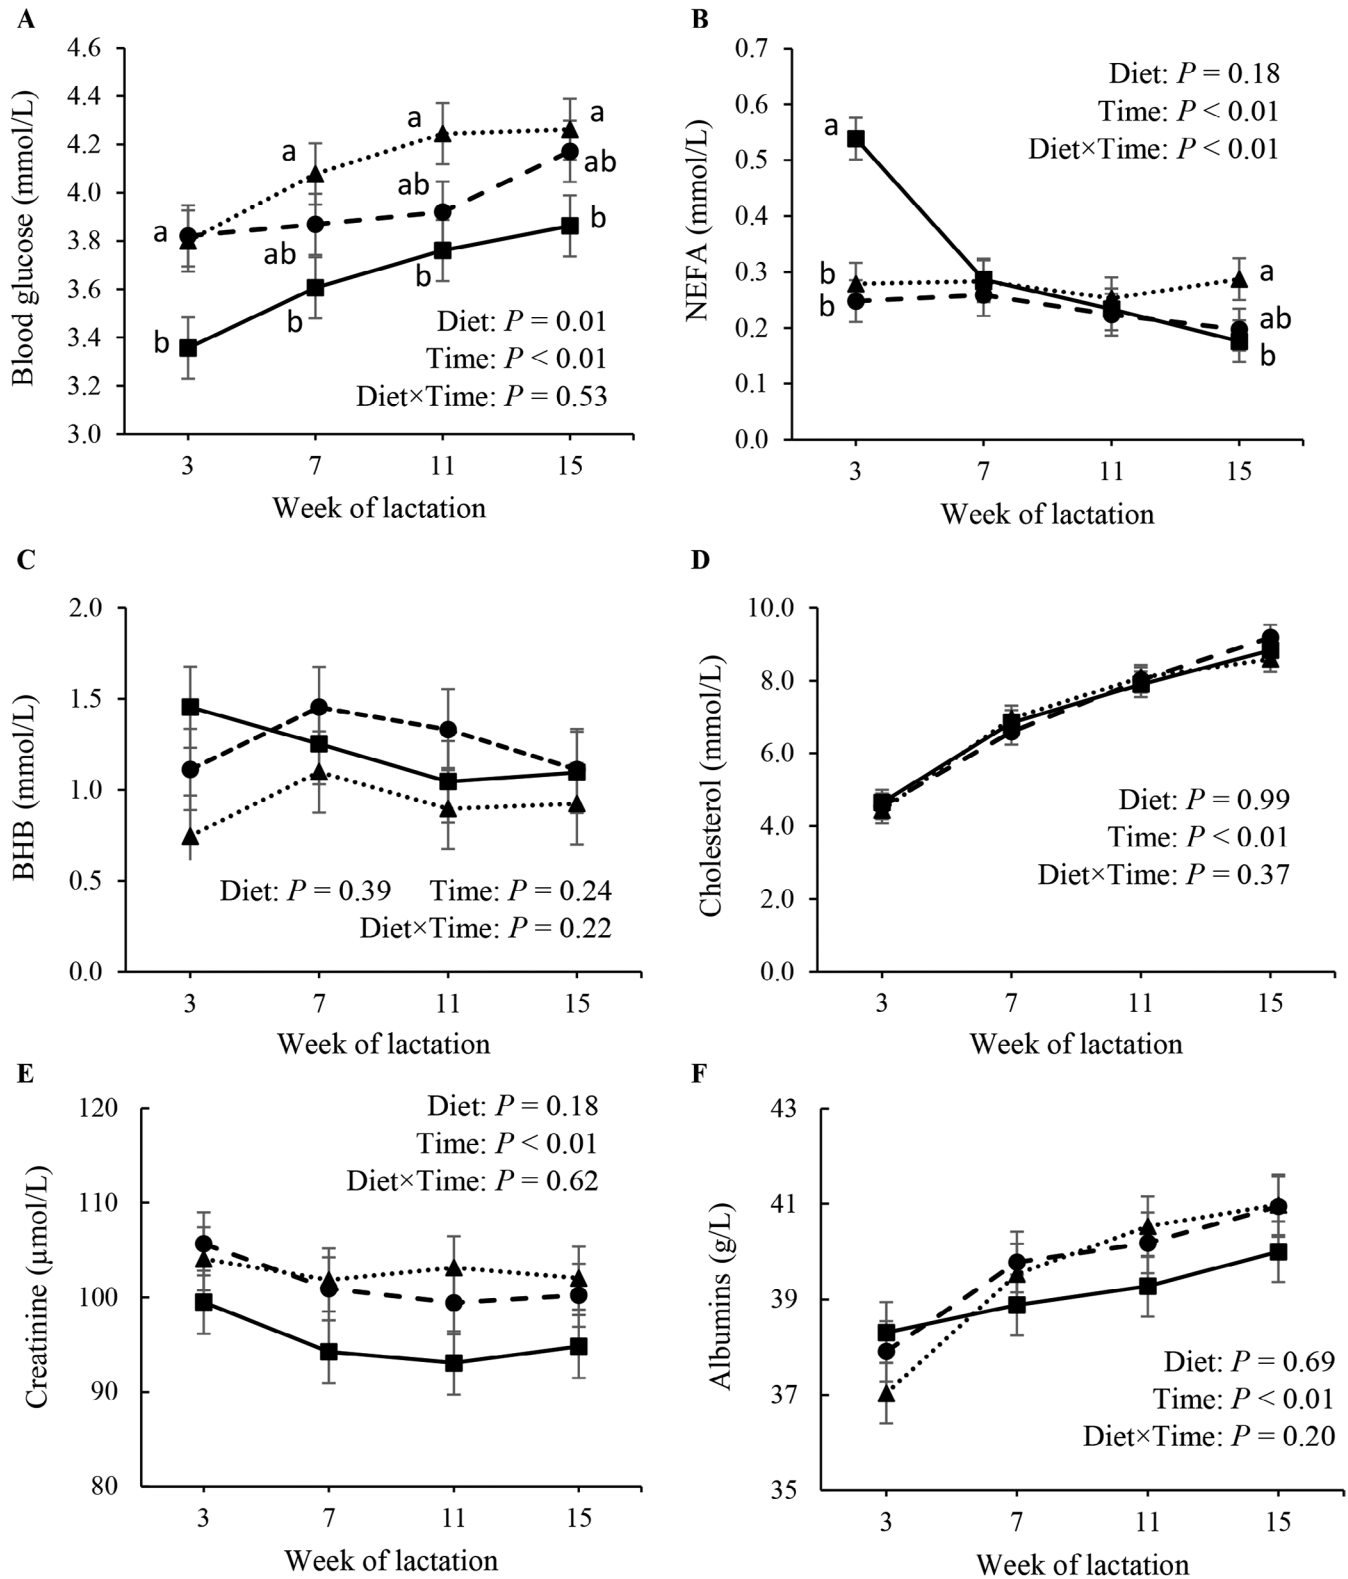 A
Blood glucose (mmol/L)
4.6
4.4
4.2
4.0
3.8
3.6
3.4
3.2
3.0
a
a
a
a
ab
ab
ab
b
b
b
b
Diet: P = 0.01
Time: P < 0.01
Diet×Time: P = 0.53
3 7 11 15
Week of lactation
B
NEFA (mmol/L)
0.7
0.6
0.5
0.4
0.3
0.2
0.1
0.0
Diet: P = 0.18
Time: P < 0.01
Diet×Time: P < 0.01
a
b
b
a
ab
b
3 7 11 15
Week of lactation
C
BHB (mmol/L)
2.0
1.5
1.0
0.5
0.0
Diet: P = 0.39 Time: P = 0.24
Diet×Time: P = 0.22
3 7 11 15
Week of lactation
D
Cholesterol (mmol/L)
10.0
8.0
6.0
4.0
2.0
0.0
Diet: P = 0.99
Time: P < 0.01
Diet×Time: P = 0.37
3 7 11 15
Week of lactation
E
Creatinine (µmol/L)
120
110
100
90
80
Diet: P = 0.18
Time: P < 0.01
Diet×Time: P = 0.62
3 7 11 15
Week of lactation
F
Albumins (g/L)
43
41
39
37
35
Diet: P = 0.69
Time: P < 0.01
Diet×Time: P = 0.20
3 7 11 15
Week of lactation